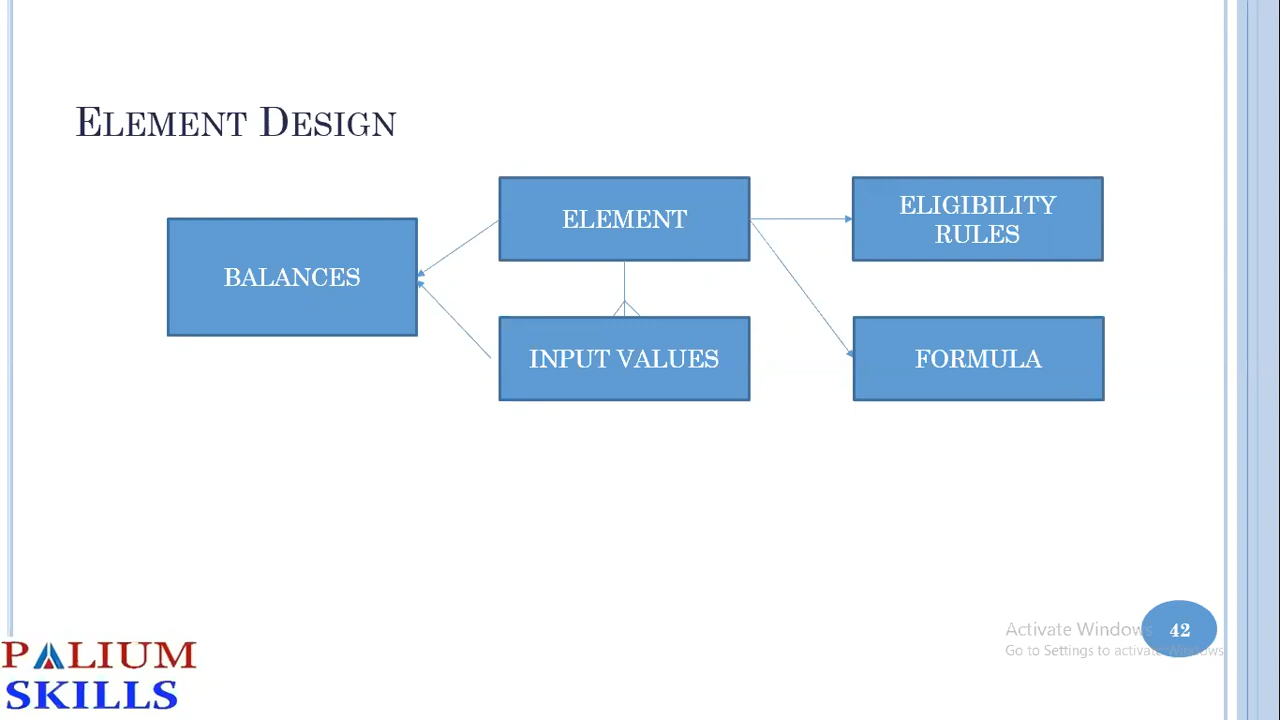 ELEMENT DESIGN
ELEMENT
ELIGIBILITY
RULES
BALANCES
INPUT VALUES
FORMULA
Activate Windows
Go to Settings to activate Windows
42
PALIUM
SKILLS